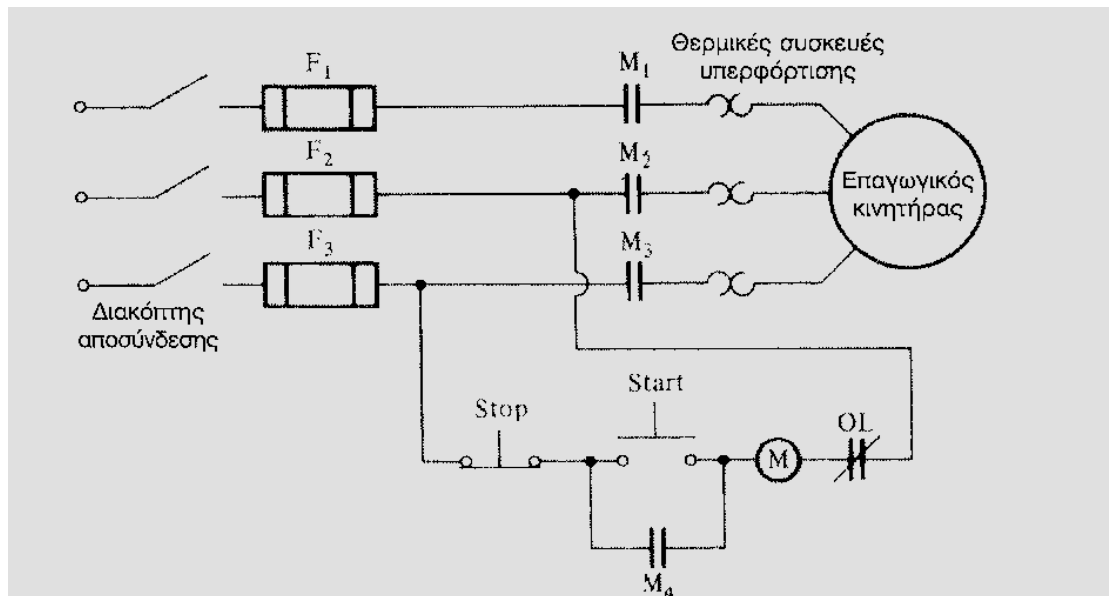 Θερμικές συσκευές
υπερφόρτισης
F1
M1
F2
M2
Επαγωγικός
κινητήρας
F3
M3
Διακόπτης
αποσύνδεσης
Start
Stop
OL
M
M4